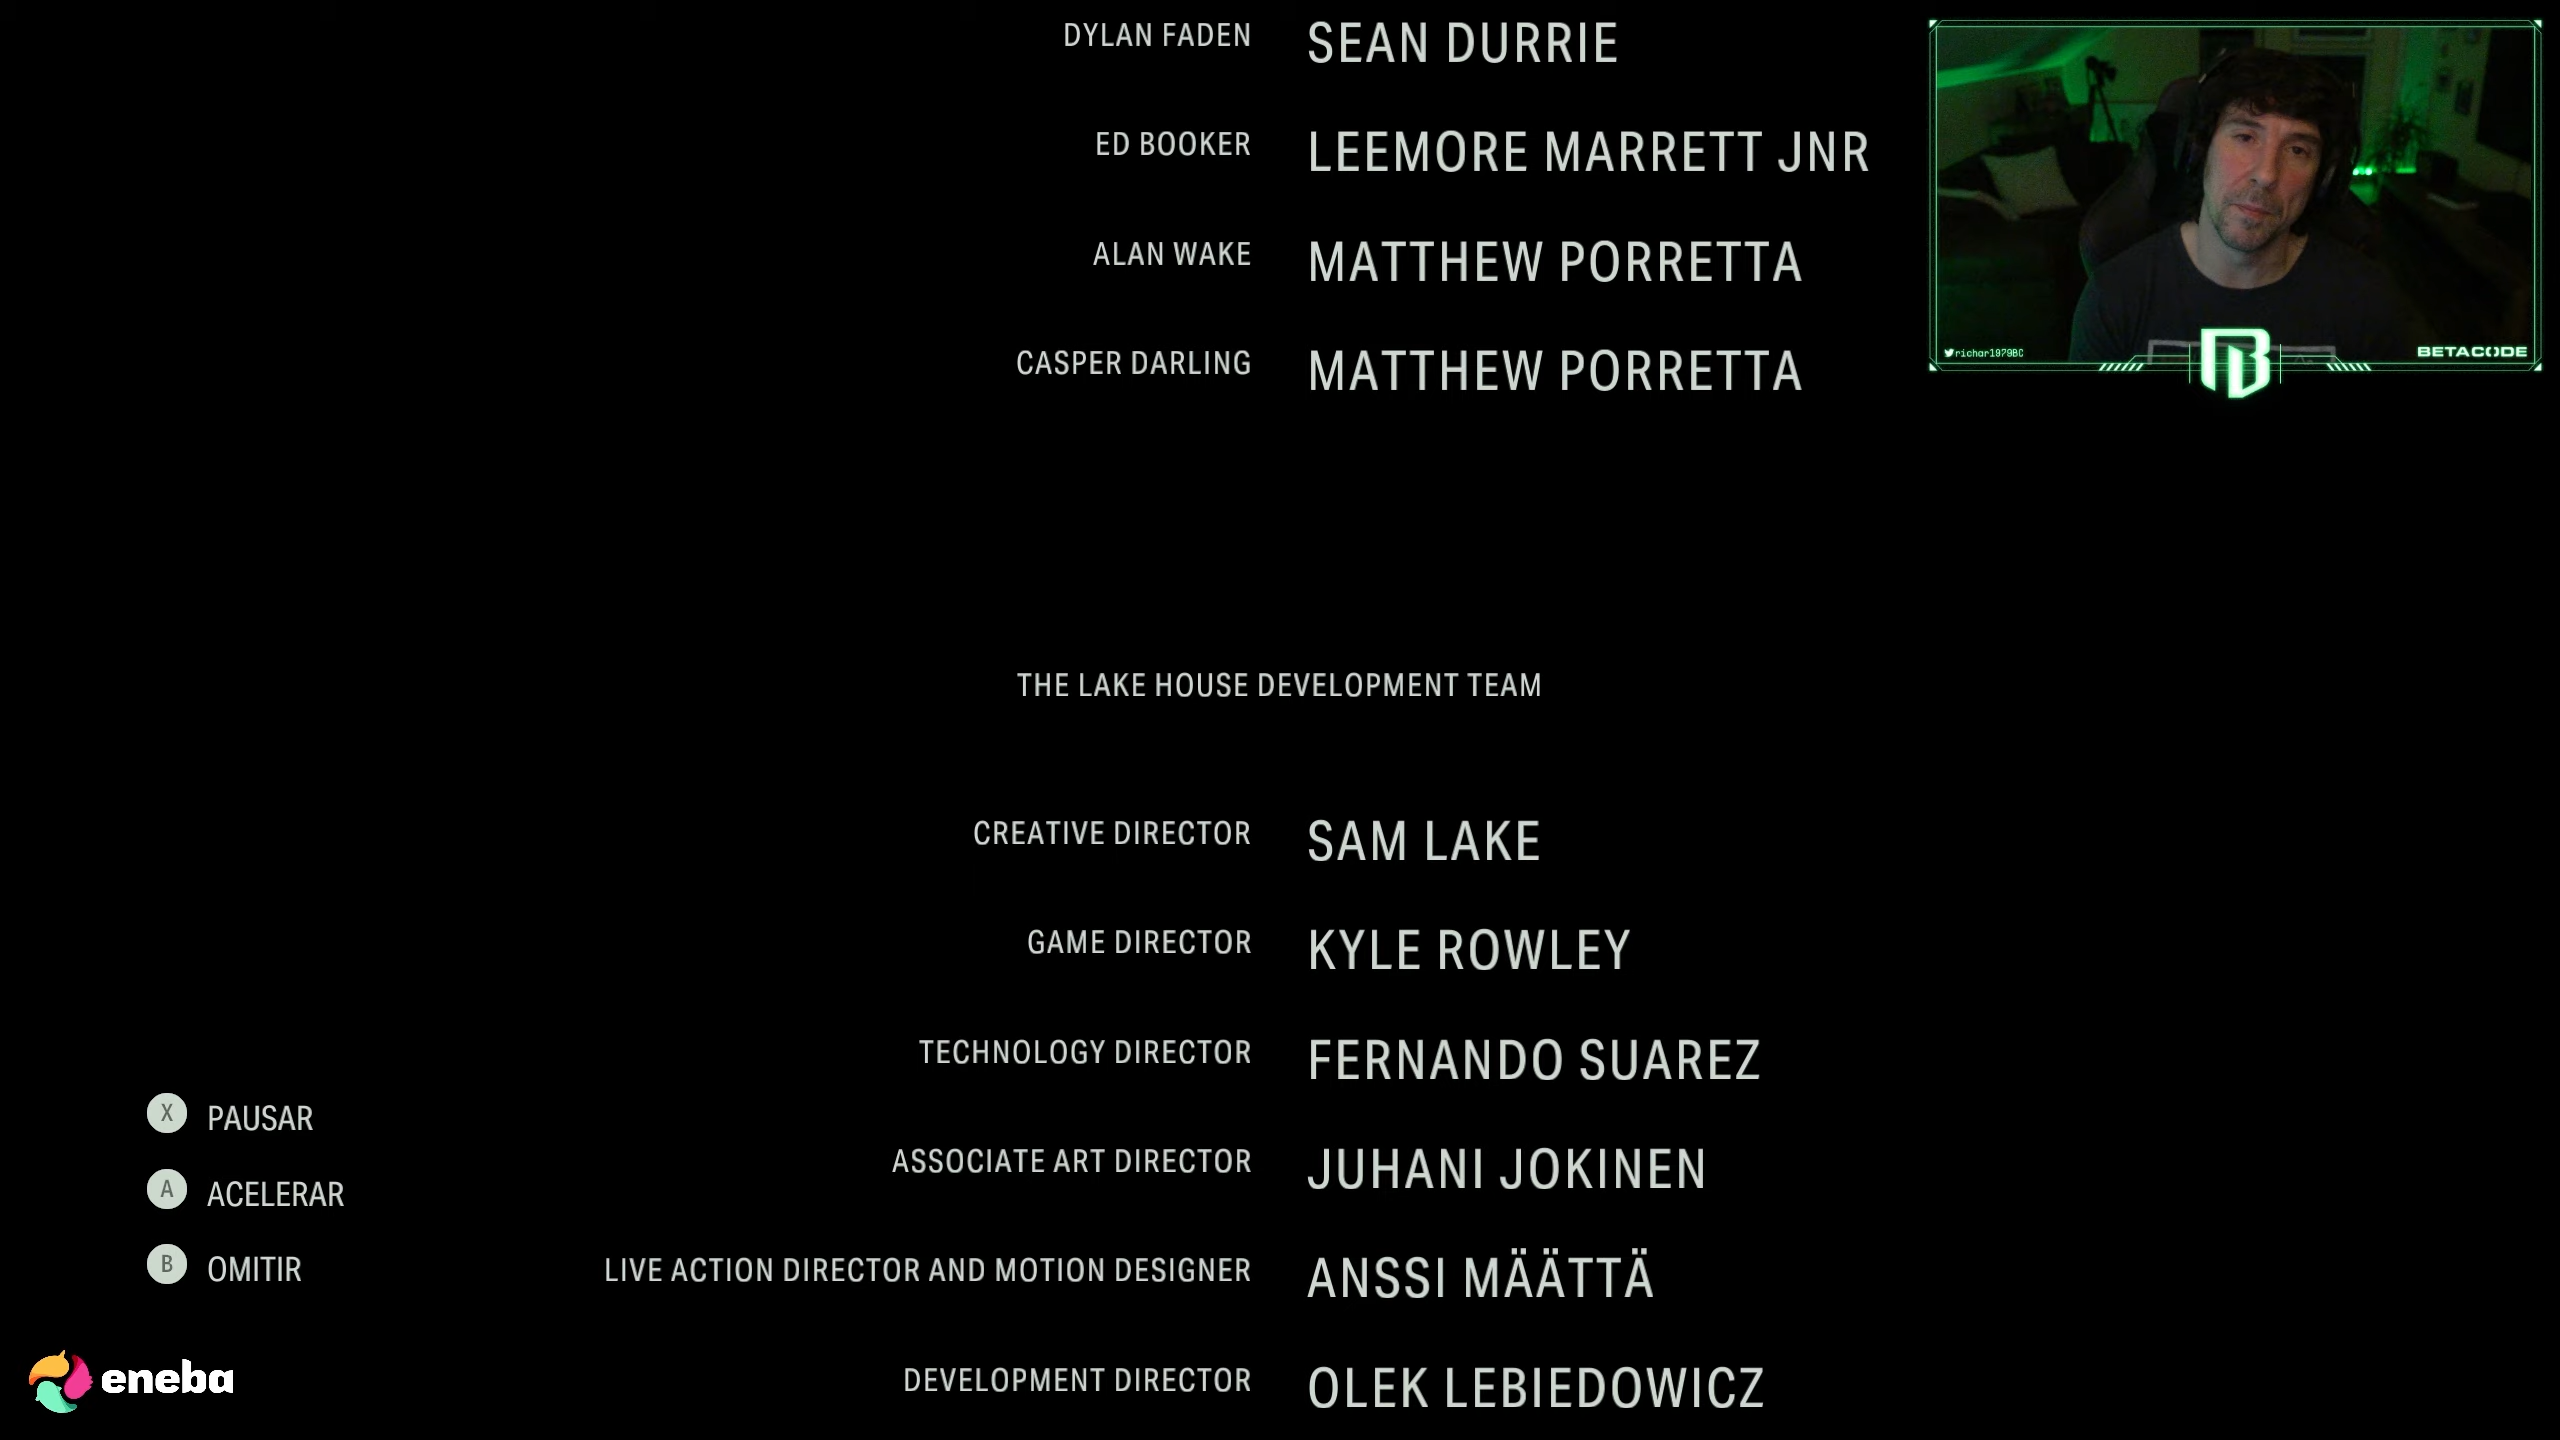 DYLAN FADEN SEAN DURRIE
ED BOOKER LEEMORE MARRETT JNR
ALAN WAKE MATTHEW PORRETTA
CASPER DARLING MATTHEW PORRETTA
richar1979BC
BETACODE
THE LAKE HOUSE DEVELOPMENT TEAM
CREATIVE DIRECTOR SAM LAKE
GAME DIRECTOR KYLE ROWLEY
TECHNOLOGY DIRECTOR FERNANDO SUAREZ
ASSOCIATE ART DIRECTOR JUHANI JOKINEN
LIVE ACTION DIRECTOR AND MOTION DESIGNER ANSSI MÄÄTTÄ
DEVELOPMENT DIRECTOR OLEK LEBIEDOWICZ
X PAUSAR
A ACELERAR
B OMITIR
eneba